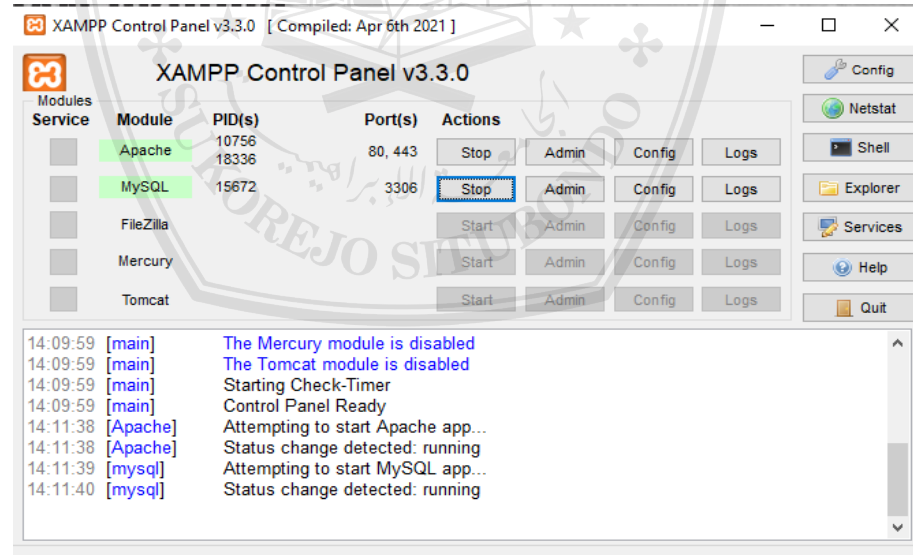 XAMPP Control Panel v3.3.0 [ Compiled: Apr 6th 2021 ]
XAMPP Control Panel v3.3.0
Config
Modules
Service Module PID(s) Port(s) Actions
Netstat
Apache 10756 18336 80, 443 Stop Admin Config Logs
Shell
MySQL 15672 3306 Stop Admin Config Logs
Explorer
FileZilla Start Admin Config Logs
Services
Mercury Start Admin Config Logs
Help
Tomcat Start Admin Config Logs
Quit
SUKOREJO SITUBONDO
14:09:59 [main] The Mercury module is disabled
14:09:59 [main] The Tomcat module is disabled
14:09:59 [main] Starting Check-Timer
14:09:59 [main] Control Panel Ready
14:11:38 [Apache] Attempting to start Apache app...
14:11:38 [Apache] Status change detected: running
14:11:39 [mysql] Attempting to start MySQL app...
14:11:40 [mysql] Status change detected: running